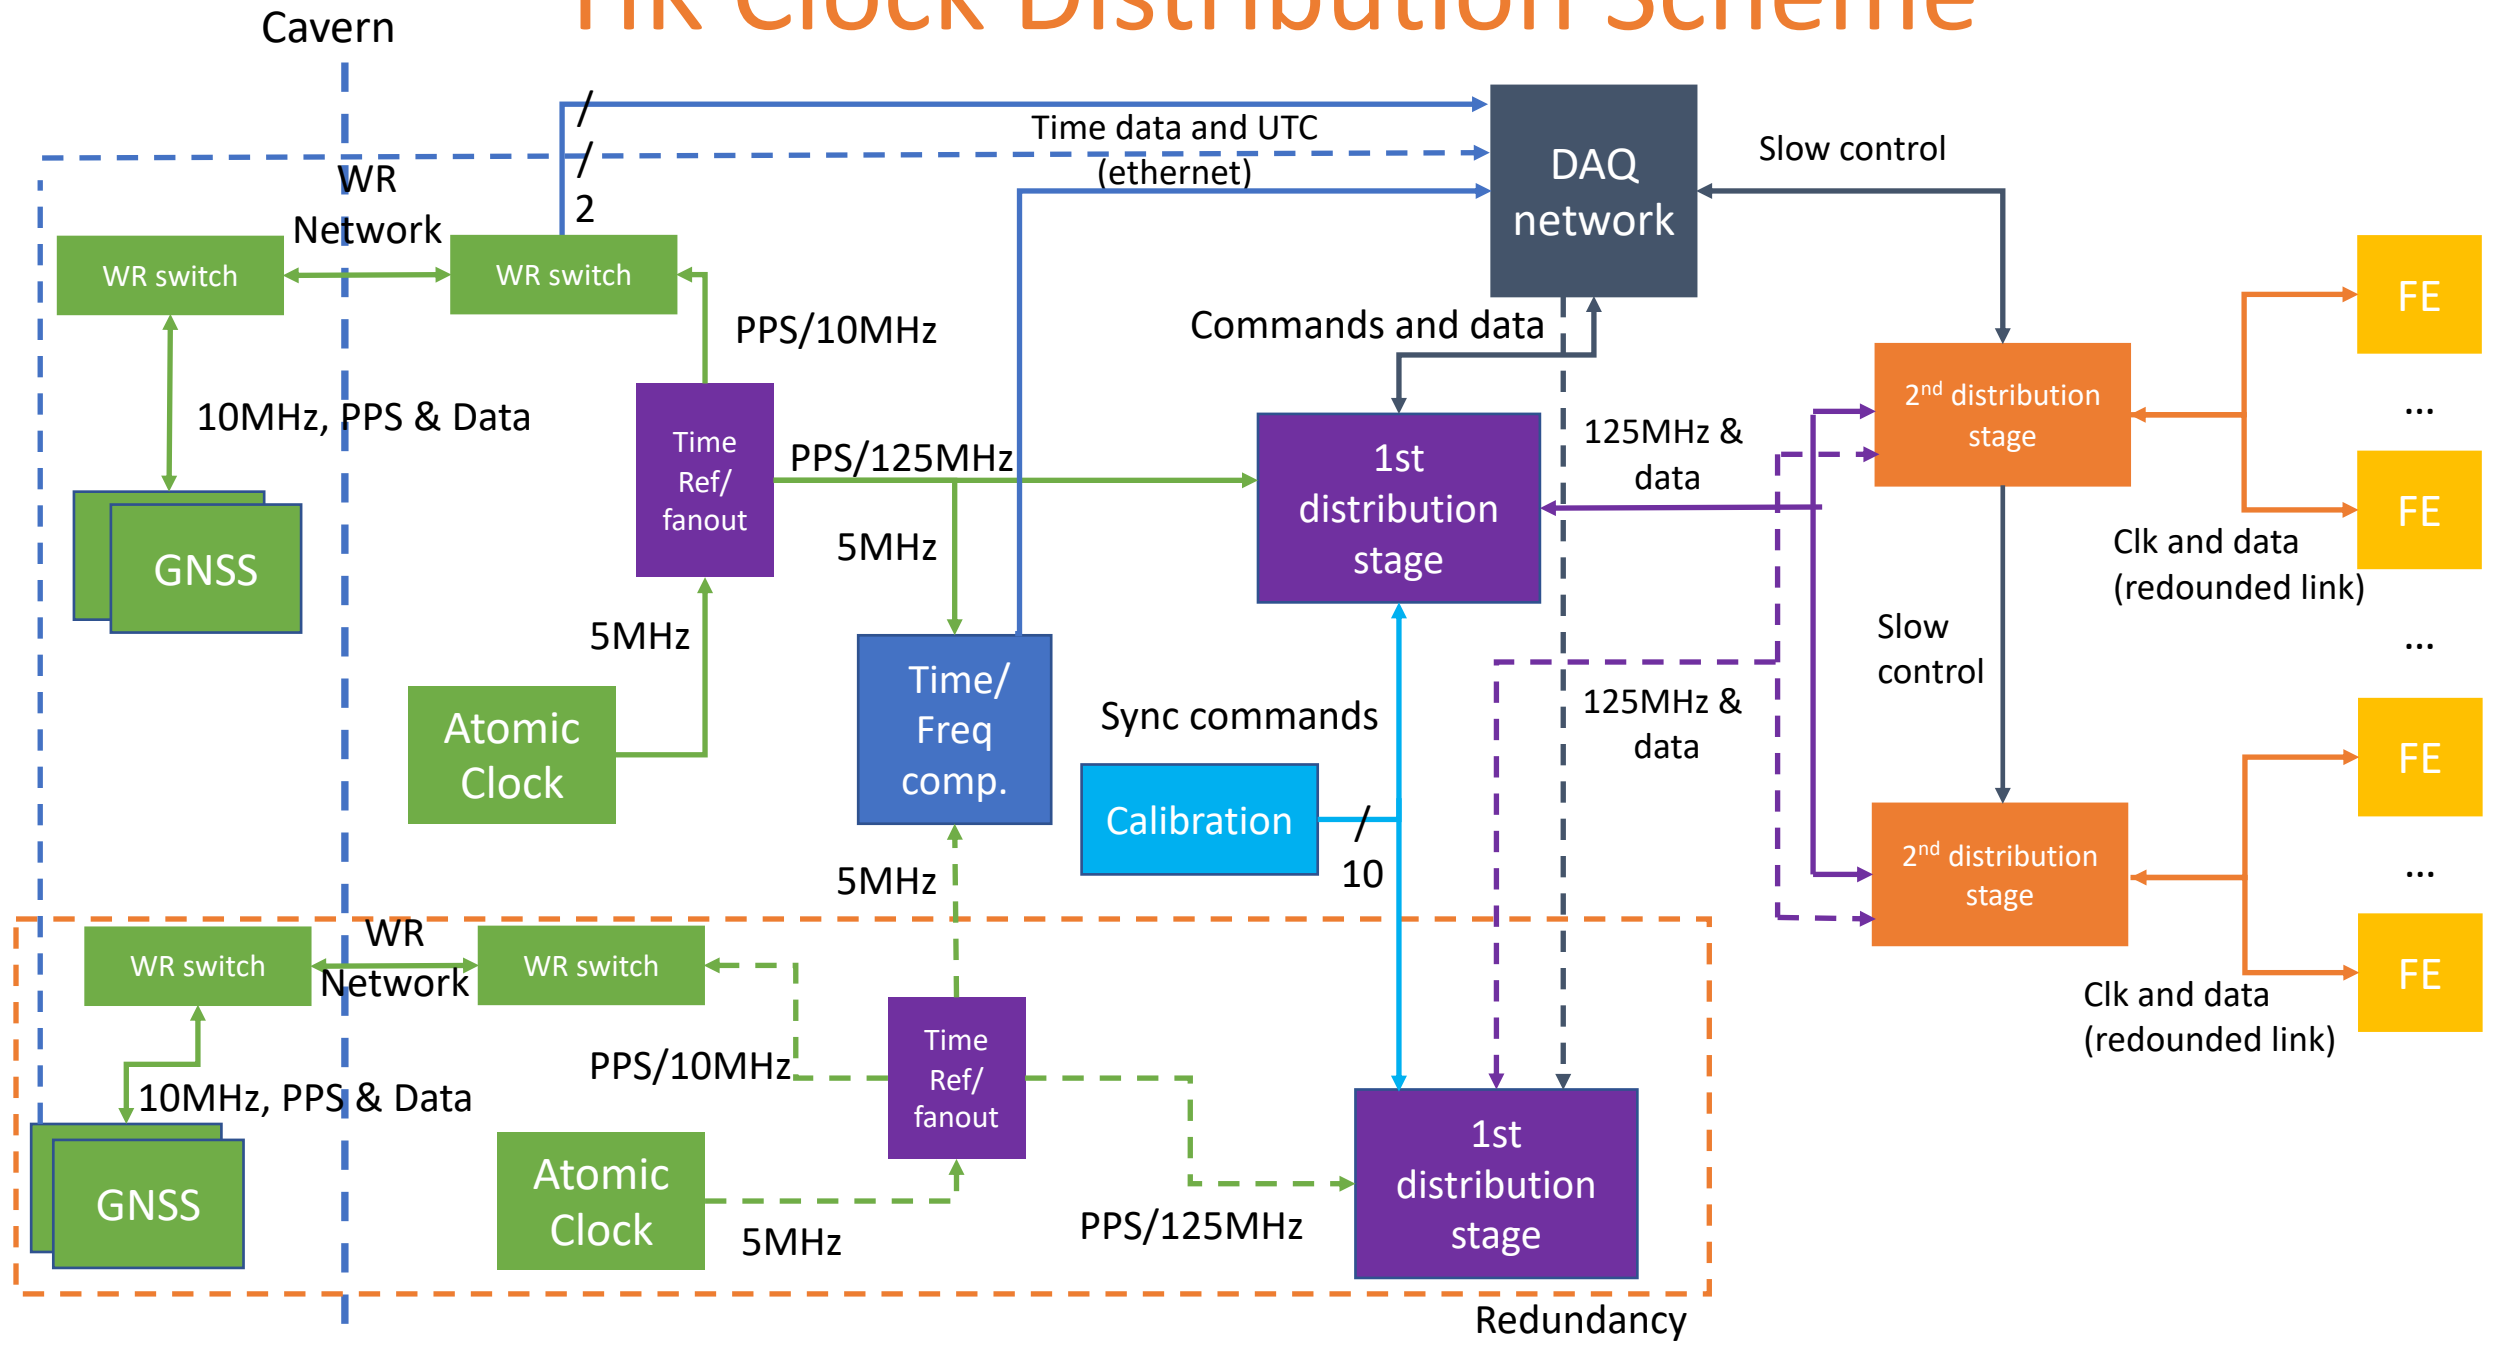 HK Clock Distribution Scheme
Cavern
Time data and UTC
(ethernet)
DAQ
network
Slow control
WR
Network
/
/
2
WR switch
WR switch
FE
PPS/10MHz
Commands and data
10MHz, PPS & Data
Time
Ref/
fanout
PPS/125MHz
1st
distribution
stage
125MHz &
data
2nd distribution
stage
...
FE
GNSS
5MHz
5MHz
Clk and data
(redounded link)
Slow
control
...
Atomic
Clock
Time/
Freq
comp.
Sync commands
125MHz &
data
FE
Calibration
/
10
5MHz
2nd distribution
stage
...
WR
Network
WR switch
WR switch
FE
Clk and data
(redounded link)
10MHz, PPS & Data
PPS/10MHz
Time
Ref/
fanout
GNSS
Atomic
Clock
5MHz
PPS/125MHz
1st
distribution
stage
Redundancy